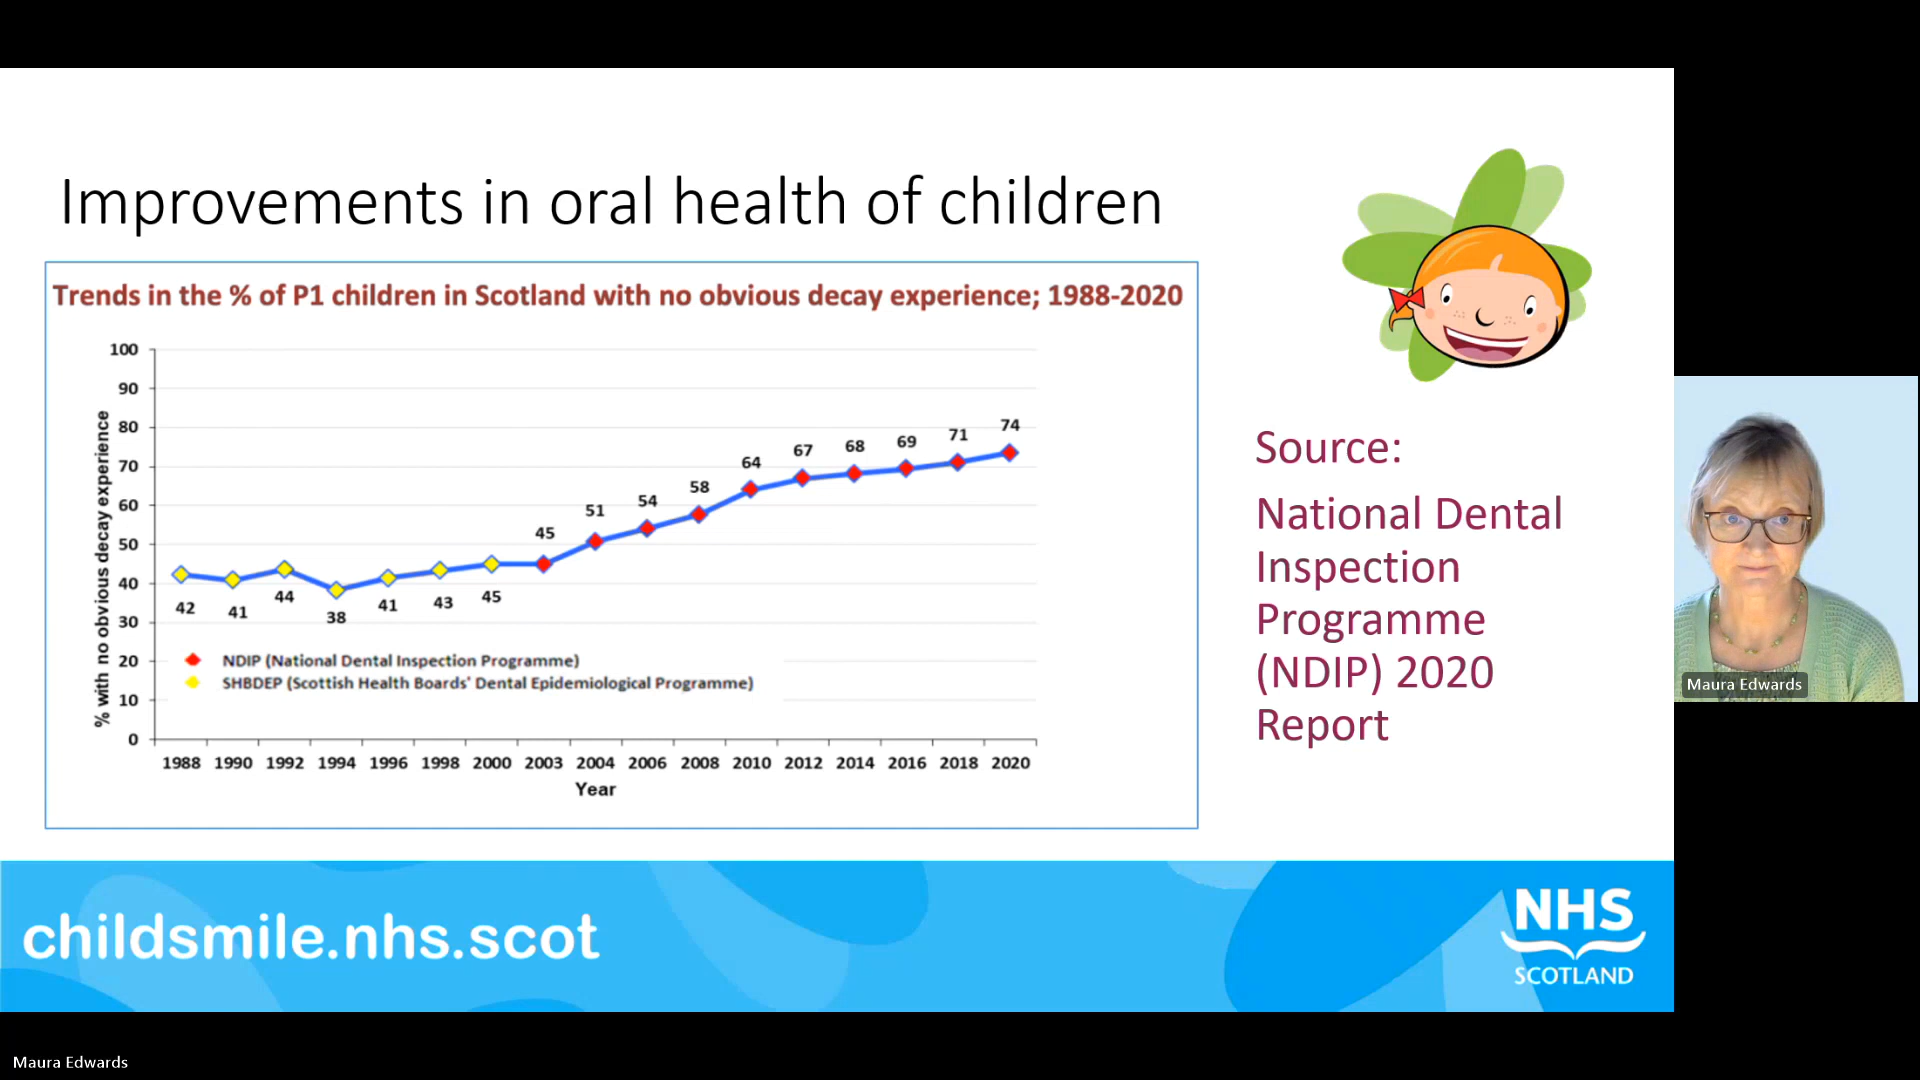 Improvements in oral health of children
Trends in the % of P1 children in Scotland with no obvious decay experience; 1988-2020
% with no obvious decay experience
100
90
80
70
60
50
40
30
20
10
0
42
41
44
38
41
43
45
45
51
54
58
64
67
68
69
71
74
NDIP (National Dental Inspection Programme)
SHBDEP (Scottish Health Boards' Dental Epidemiological Programme)
1988 1990 1992 1994 1996 1998 2000 2003 2004 2006 2008 2010 2012 2014 2016 2018 2020
Year
Source:
National Dental
Inspection
Programme
(NDIP) 2020
Report
Maura Edwards
childsmile.nhs.scot
NHS
SCOTLAND
Maura Edwards